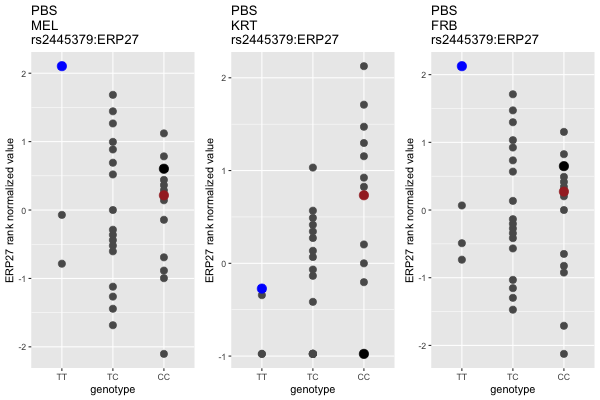 PBS
MEL
rs2445379:ERP27
ERP27 rank normalized value
2
1
0
-1
-2
TT
TC
CC
genotype
PBS
KRT
rs2445379:ERP27
ERP27 rank normalized value
2
1
0
-1
TT
TC
CC
genotype
PBS
FRB
rs2445379:ERP27
ERP27 rank normalized value
2
1
0
-1
-2
TT
TC
CC
genotype